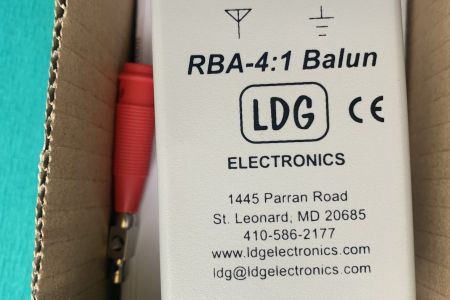 RBA-4:1 Balun
LDG CE
ELECTRONICS
1445 Parran Road
St. Leonard, MD 20685
410-586-2177
www.ldgelectronics.com
ldg@ldgelectronics.com